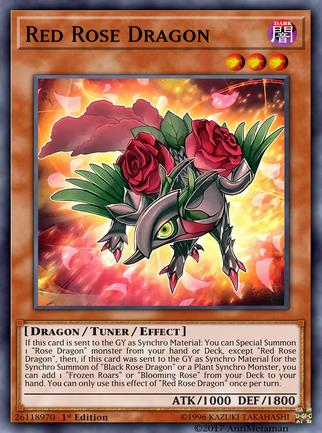 RED ROSE DRAGON
DARK
闇
[DRAGON / TUNER / EFFECT]
If this card is sent to the GY as Synchro Material: You can Special Summon
1 "Rose Dragon" monster from your hand or Deck, except "Red Rose
Dragon", then, if this card was sent to the GY as Synchro Material for the
Synchro Summon of "Black Rose Dragon" or a Plant Synchro Monster, you
can add 1 "Frozen Roars" or "Blooming Rose" from your Deck to your
hand. You can only use this effect of "Red Rose Dragon" once per turn.
ATK/1000 DEF/1800
26118970 1st Edition ©1996 KAZUKI TAKAHASHI
©2017 AntiMetaman